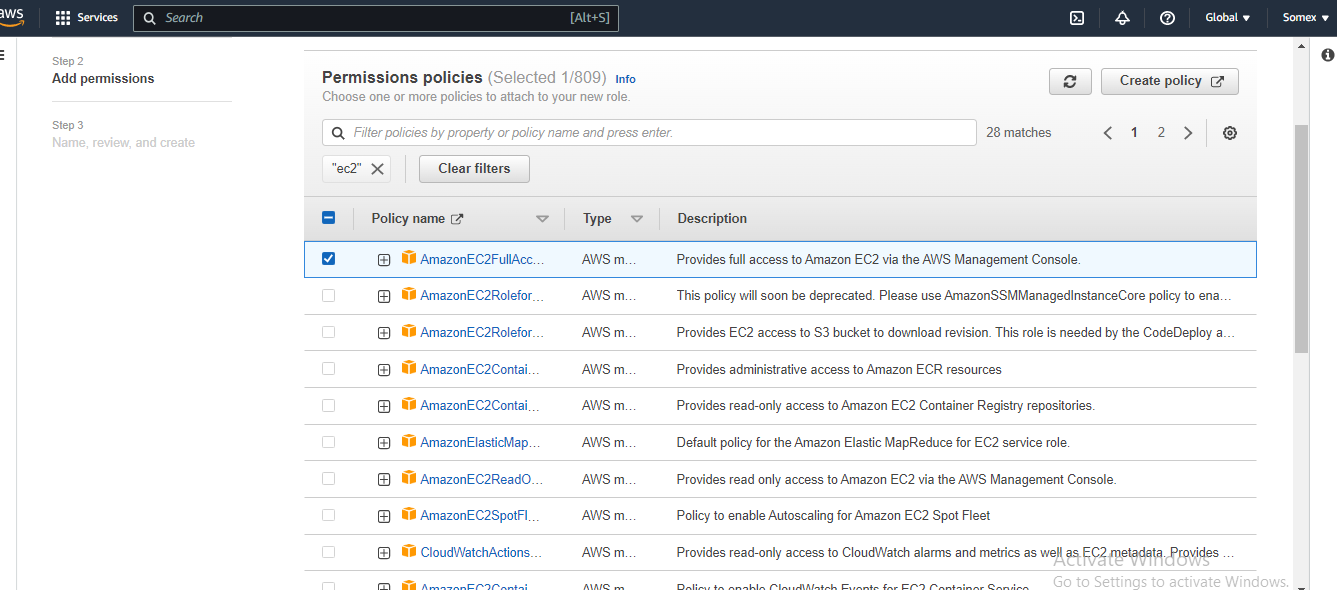 aws
Services
Search [Alt+S]
Global ▼
Somex ▼
Step 2
Add permissions
Step 3
Name, review, and create
Permissions policies (Selected 1/809) Info
Choose one or more policies to attach to your new role.
Create policy
Filter policies by property or policy name and press enter.
28 matches
1 2
"ec2"
Clear filters
Policy name Type Description
AmazonEC2FullAcc... AWS m... Provides full access to Amazon EC2 via the AWS Management Console.
AmazonEC2Rolefor... AWS m... This policy will soon be deprecated. Please use AmazonSSMManagedInstanceCore policy to ena...
AmazonEC2Rolefor... AWS m... Provides EC2 access to S3 bucket to download revision. This role is needed by the CodeDeploy a...
AmazonEC2Contai... AWS m... Provides administrative access to Amazon ECR resources
AmazonEC2Contai... AWS m... Provides read-only access to Amazon EC2 Container Registry repositories.
AmazonElasticMap... AWS m... Default policy for the Amazon Elastic MapReduce for EC2 service role.
AmazonEC2ReadO... AWS m... Provides read only access to Amazon EC2 via the AWS Management Console.
AmazonEC2SpotFl... AWS m... Policy to enable Autoscaling for Amazon EC2 Spot Fleet
CloudWatchActions... AWS m... Provides read-only access to CloudWatch alarms and metrics as well as EC2 metadata. Provides ...
AmazonEC2Contai... AWS m... Policy to enable CloudWatch Events for EC2 Container Service
Activate Windows
Go to Settings to activate Windows.